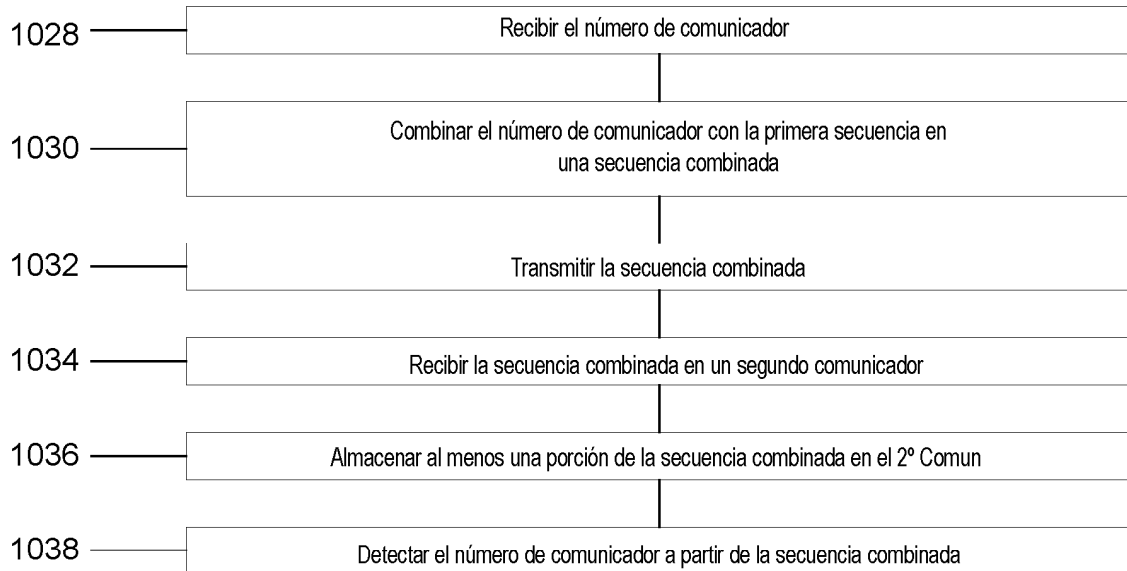 1028 Recibir el número de comunicador
1030 Combinar el número de comunicador con la primera secuencia en
una secuencia combinada
1032 Transmitir la secuencia combinada
1034 Recibir la secuencia combinada en un segundo comunicador
1036 Almacenar al menos una porción de la secuencia combinada en el 2º Comun
1038 Detectar el número de comunicador a partir de la secuencia combinada